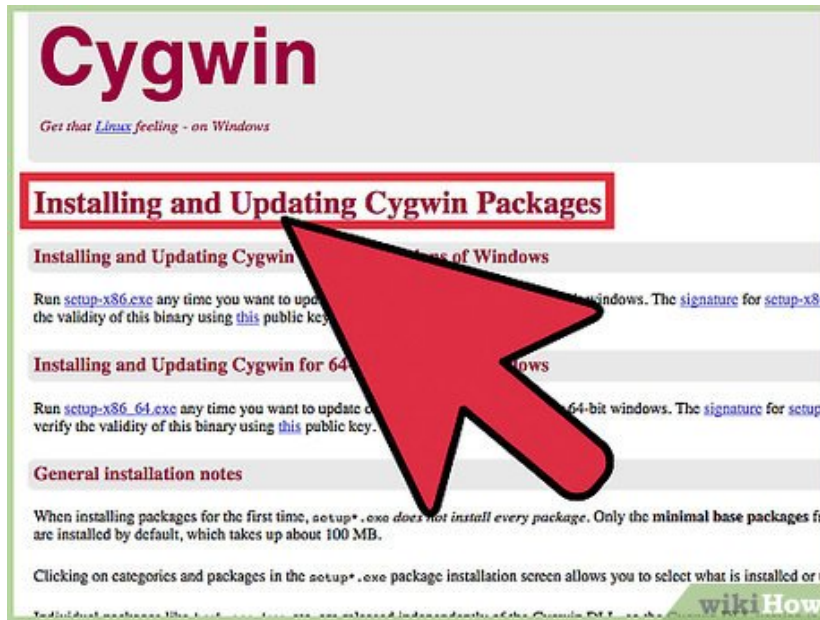 Cygwin
Get that Linux feeling - on Windows
Installing and Updating Cygwin Packages
Installing and Updating Cygwin of Windows
Run setup-x86.exe any time you want to windows. The signature for
the validity of this binary using this public key
Installing and Updating Cygwin for
Run setup-x86_64.exe any time you want to update 64-bit windows. The signature for
verify the validity of this binary using this public key.
General installation notes
When installing packages for the first time, setup*.exe does not install every package. Only the minimal base packages
are installed by default, which takes up about 100 MB.
Clicking on categories and packages in the setup*.exe package installation screen allows you to select what is installed or
wikiHow